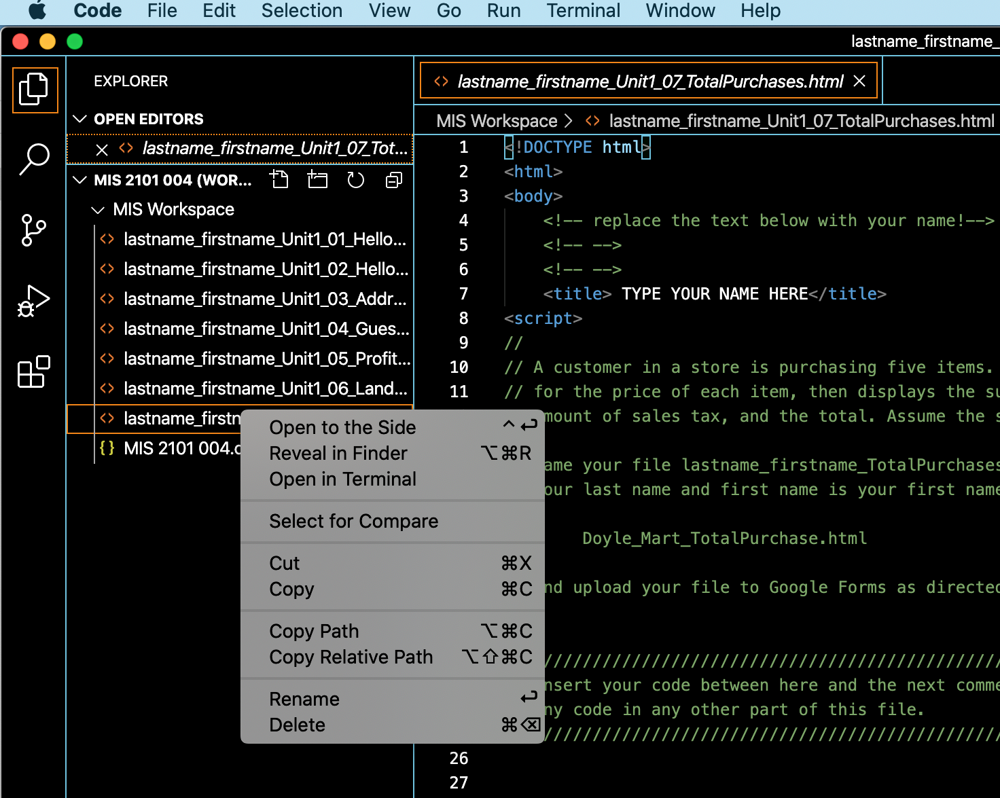 Code File Edit Selection View Go Run Terminal Window Help
lastname_firstname_
EXPLORER
OPEN EDITORS
lastname_firstname_Unit1_07_Tot...
MIS 2101 004 (WOR...
MIS Workspace
lastname_firstname_Unit1_01_Hello...
lastname_firstname_Unit1_02_Hello...
lastname_firstname_Unit1_03_Addr...
lastname_firstname_Unit1_04_Gues...
lastname_firstname_Unit1_05_Profit...
lastname_firstname_Unit1_06_Land...
lastname_firstn
{} MIS 2101 004.c
Open to the Side ^↩
Reveal in Finder ⌥⌘R
Open in Terminal
Select for Compare
Cut ⌘X
Copy ⌘C
Copy Path ⌥⌘C
Copy Relative Path ⌥⇧⌘C
Rename ↩
Delete ⌘⌫
<> lastname_firstname_Unit1_07_TotalPurchases.html ×
MIS Workspace > <> lastname_firstname_Unit1_07_TotalPurchases.html
1 <!DOCTYPE html>
2 <html>
3 <body>
4 <!-- replace the text below with your name!-->
5 <!-- -->
6 <!-- -->
7 <title> TYPE YOUR NAME HERE</title>
8 <script>
9 //
10 // A customer in a store is purchasing five items.
11 // for the price of each item, then displays the su
mount of sales tax, and the total. Assume the s
ame your file lastname_firstname_TotalPurchases
our last name and first name is your first name
Doyle_Mart_TotalPurchase.html
nd upload your file to Google Forms as directed
///////////////////////////////////////////////
nsert your code between here and the next comme
ny code in any other part of this file.
///////////////////////////////////////////////
26
27